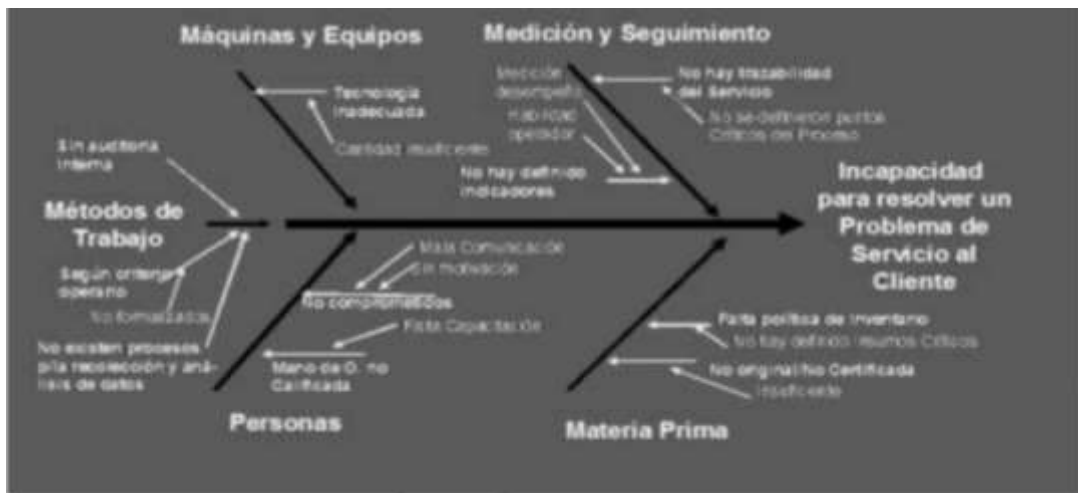 Máquinas y Equipos
Medición y Seguimiento
Tecnología
Inadecuada
Cantidad insuficiente
Medición
desempeño
Habilidad
operador
No hay definido
Indicadores
No hay trazabilidad
del Servicio
No se definieron puntos
Críticos del Proceso
Sin auditoria
Interna
Métodos de
Trabajo
Según criterio
operario
No formalizados
No existen procesos
p/la recolección y aná-
lisis de datos
Incapacidad
para resolver un
Problema de
Servicio al
Cliente
Mala Comunicación
Sin motivación
No comprometidos
Falta Capacitación
Mano de O. no
Calificada
Personas
Falta política de Inventario
No hay definido Insumos Críticos
No original/No Certificada
Insuficiente
Materia Prima